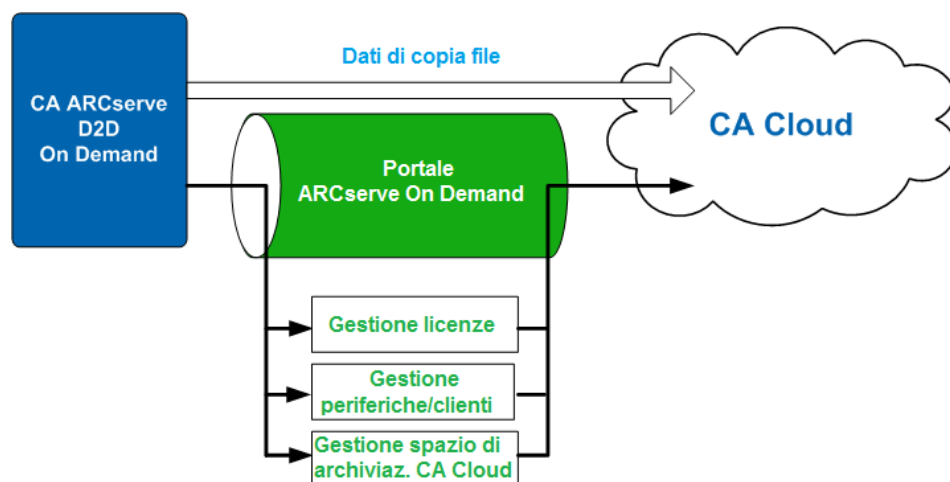 Dati di copia file
CA ARCserve
D2D
On Demand
CA Cloud
Portale
ARCserve On Demand
Gestione licenze
Gestione
periferiche/clienti
Gestione spazio di
archiviaz. CA Cloud